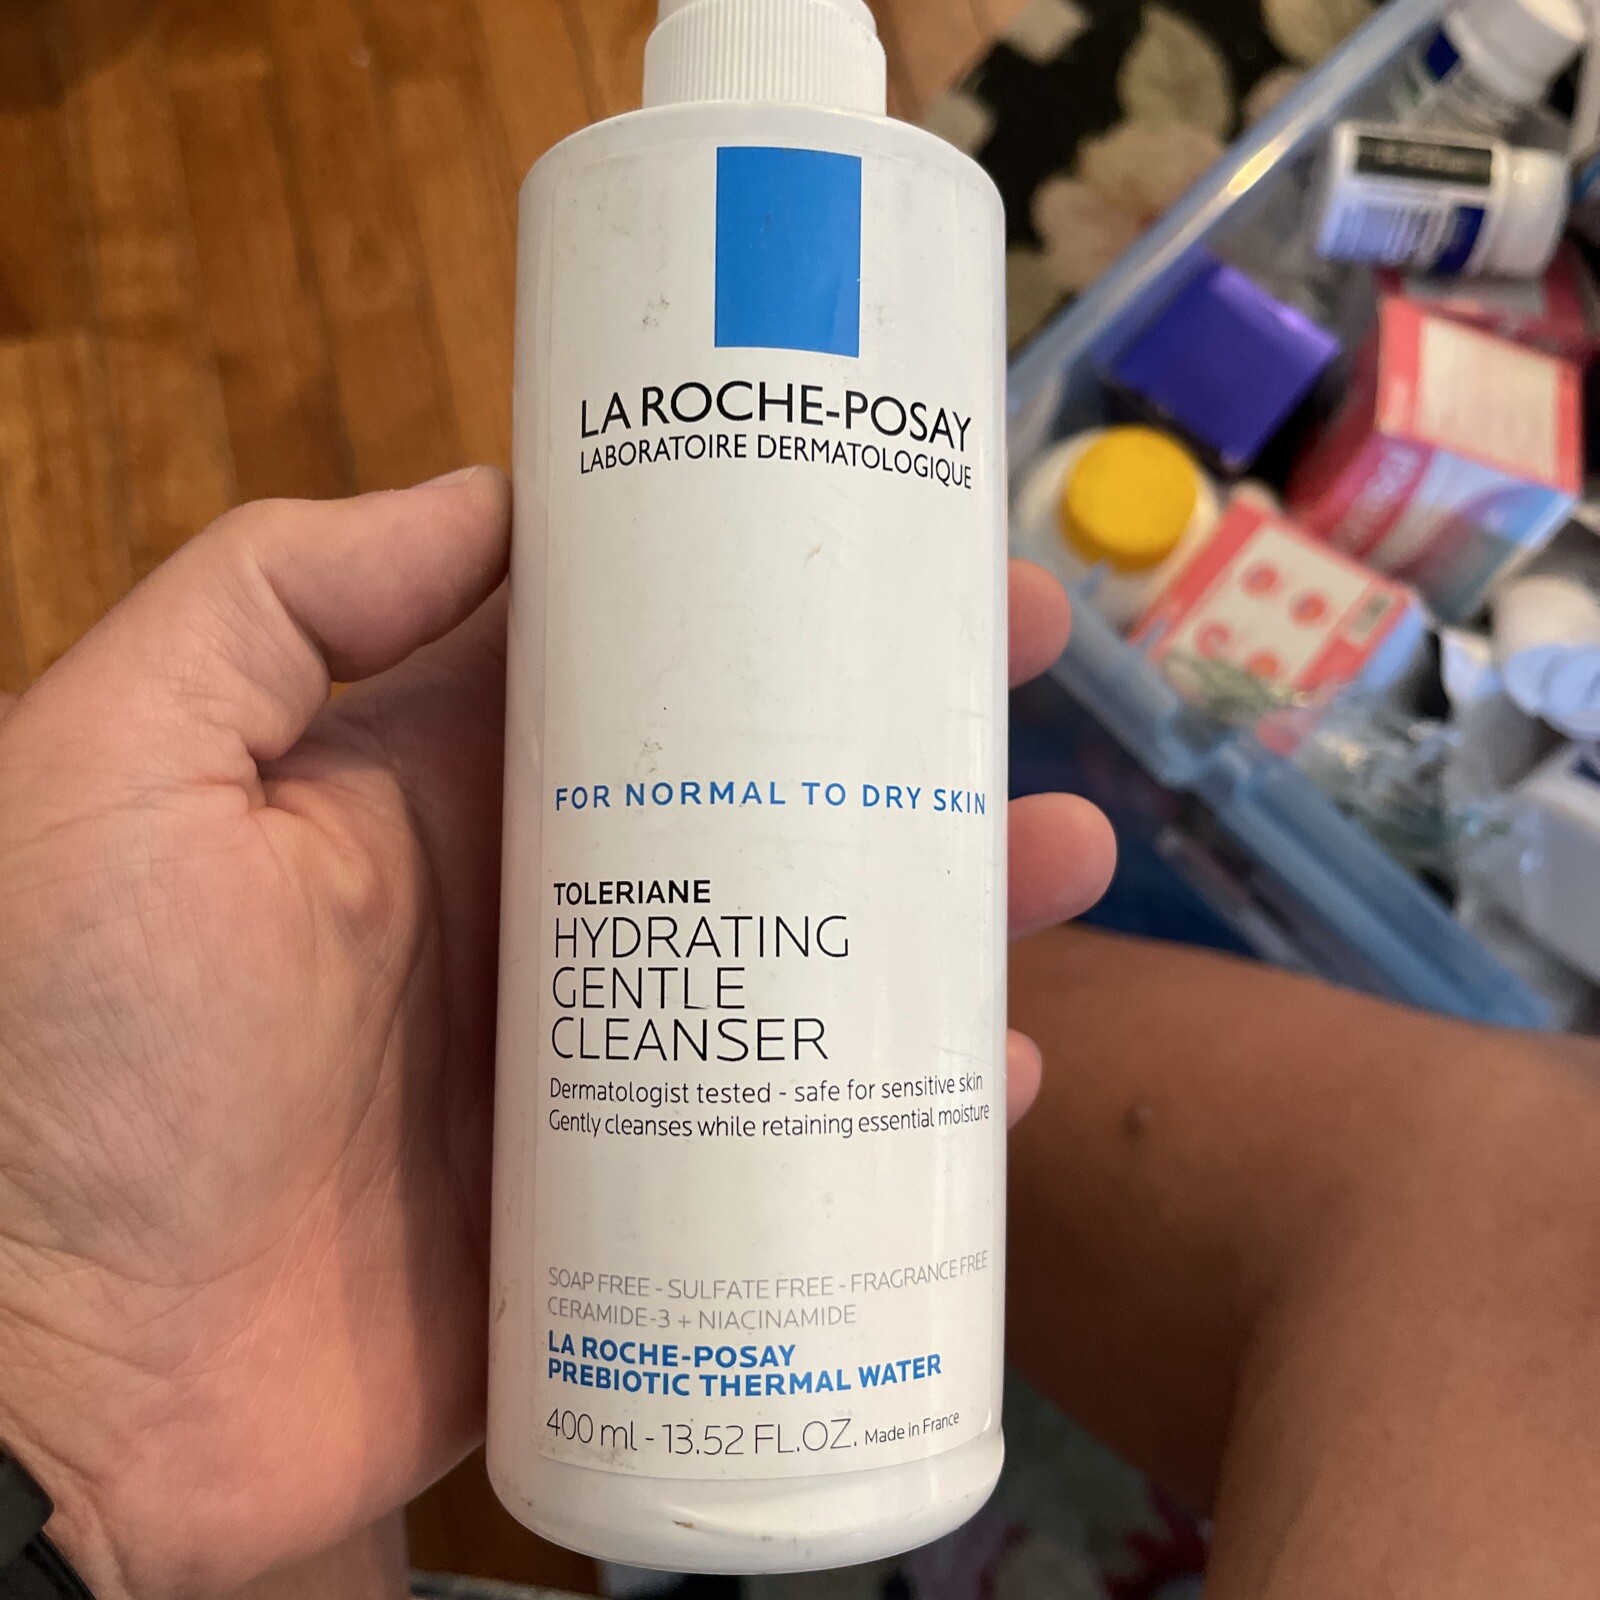 LA ROCHE-POSAY
LABORATOIRE DERMATOLOGIQUE
FOR NORMAL TO DRY SKIN
TOLERIANE
HYDRATING
GENTLE
CLEANSER
Dermatologist tested - safe for sensitive skin
Gently cleanses while retaining essential moisture
SOAP FREE - SULFATE FREE - FRAGRANCE FREE
CERAMIDE-3 + NIACINAMIDE
LA ROCHE-POSAY
PREBIOTIC THERMAL WATER
400 ml - 13.52 FL.OZ. Made in France